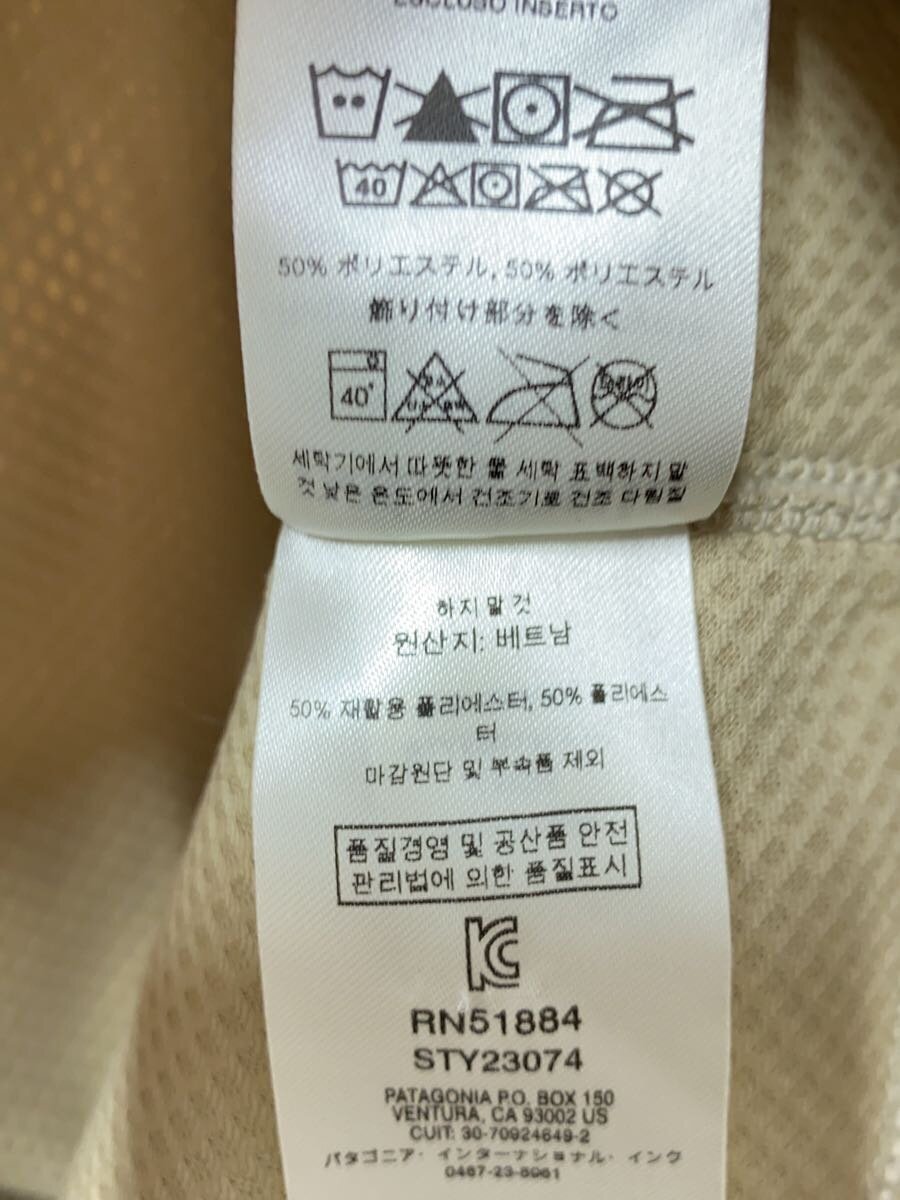 ESCLUSO INSERTO
40
50% ポリエステル, 50% ポリエステル
飾り付け部分を除く
40°
세탁기에서 따뜻한 물 세탁 표백하지 말
것 낮은 온도에서 건조기로 건조 다림질
하지 말 것
원산지: 베트남
50% 재활용 폴리에스터, 50% 폴리에스
터
마감원단 및 부속품 제외
품질경영 및 공산품 안전
관리법에 의한 품질표시
RN51884
STY23074
PATAGONIA P.O. BOX 150
VENTURA, CA 93002 US
CUIT: 30-70924649-2
パタゴニア・インターナショナル・インク